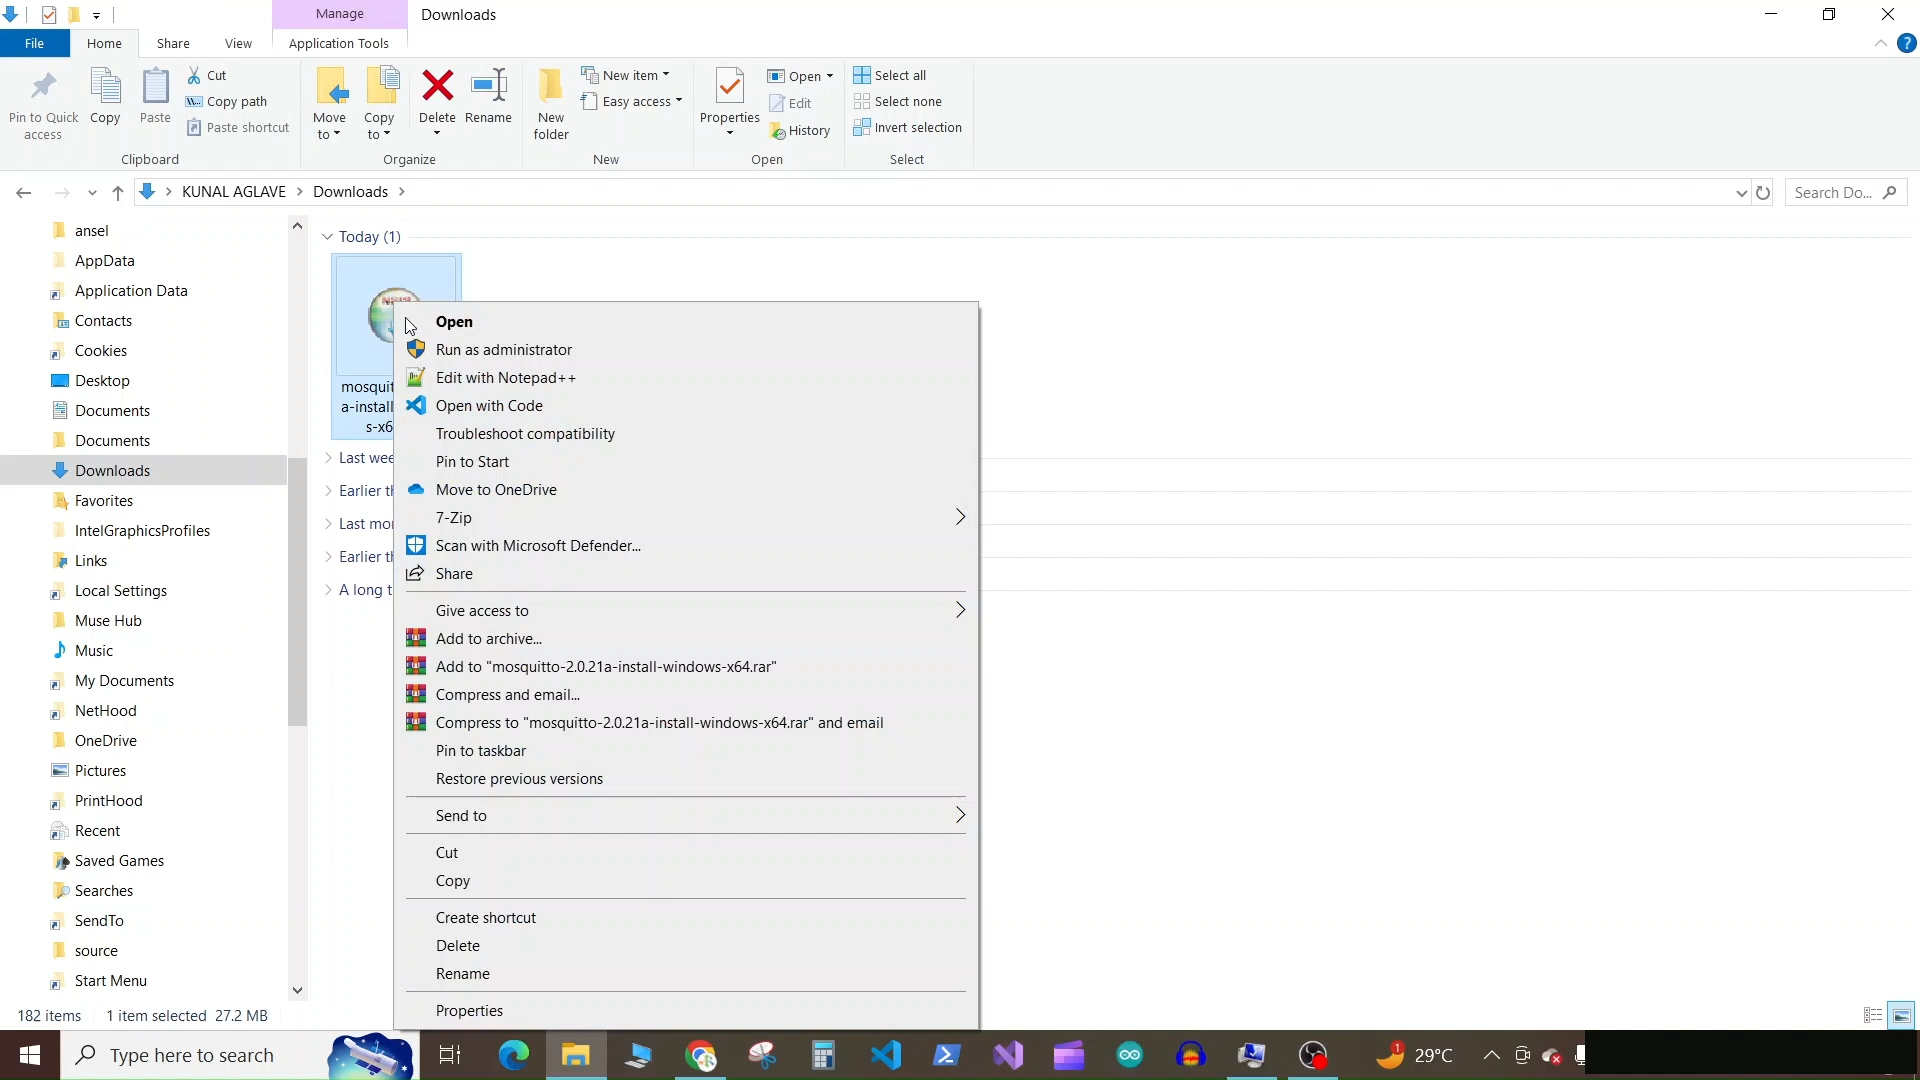 Manage
Downloads
File
Home
Share
View
Application Tools
Pin to Quick
access
Copy
Paste
Cut
Copy path
Paste shortcut
Clipboard
Move
to
Copy
to
Delete
Rename
Organize
New
folder
New item
Easy access
New
Properties
Open
Edit
History
Open
Select all
Select none
Invert selection
Select
KUNAL AGLAVE
Downloads
Search Do...
ansel
AppData
Application Data
Contacts
Cookies
Desktop
Documents
Documents
Downloads
Favorites
IntelGraphicsProfiles
Links
Local Settings
Muse Hub
Music
My Documents
NetHood
OneDrive
Pictures
PrintHood
Recent
Saved Games
Searches
SendTo
source
Start Menu
Today (1)
mosquit
a-install
s-x6
Last wee
Earlier th
Last mo
Earlier th
A long t
Open
Run as administrator
Edit with Notepad++
Open with Code
Troubleshoot compatibility
Pin to Start
Move to OneDrive
7-Zip
Scan with Microsoft Defender...
Share
Give access to
Add to archive...
Add to "mosquitto-2.0.21a-install-windows-x64.rar"
Compress and email...
Compress to "mosquitto-2.0.21a-install-windows-x64.rar" and email
Pin to taskbar
Restore previous versions
Send to
Cut
Copy
Create shortcut
Delete
Rename
Properties
182 items
1 item selected 27.2 MB
Type here to search
1
29°C